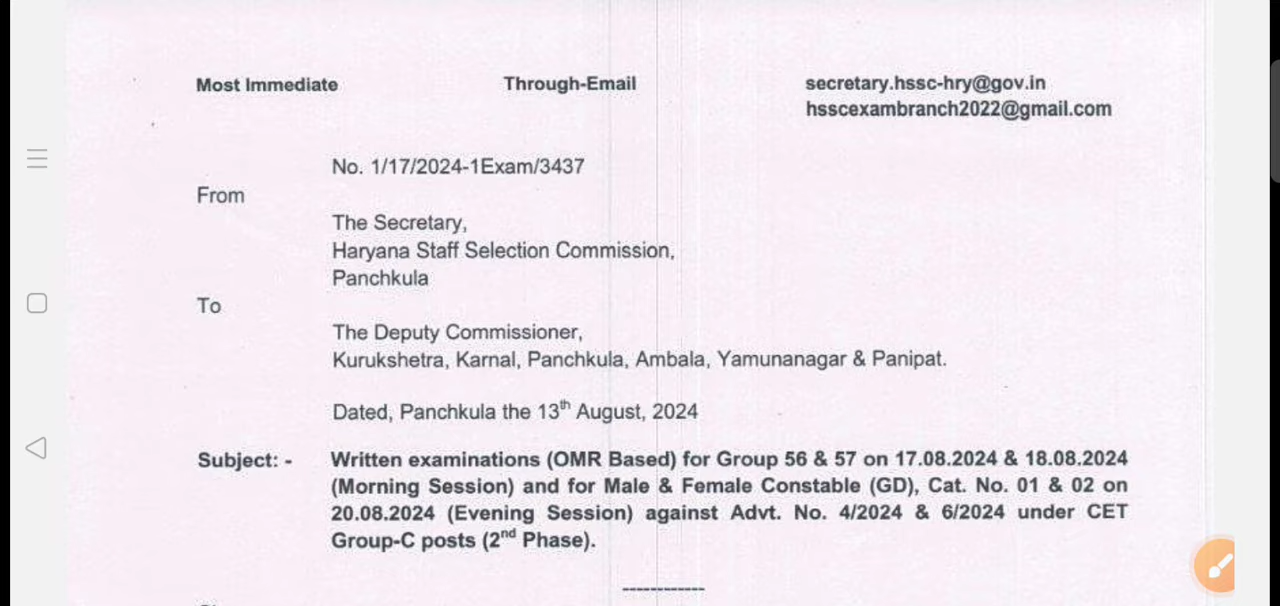 Most Immediate Through-Email secretary.hssc-hry@gov.in
hsscexambranch2022@gmail.com
No. 1/17/2024-1Exam/3437
From
The Secretary,
Haryana Staff Selection Commission,
Panchkula
To
The Deputy Commissioner,
Kurukshetra, Karnal, Panchkula, Ambala, Yamunanagar & Panipat.
Dated, Panchkula the 13th August, 2024
Subject: - Written examinations (OMR Based) for Group 56 & 57 on 17.08.2024 & 18.08.2024
(Morning Session) and for Male & Female Constable (GD), Cat. No. 01 & 02 on
20.08.2024 (Evening Session) against Advt. No. 4/2024 & 6/2024 under CET
Group-C posts (2nd Phase).
------------